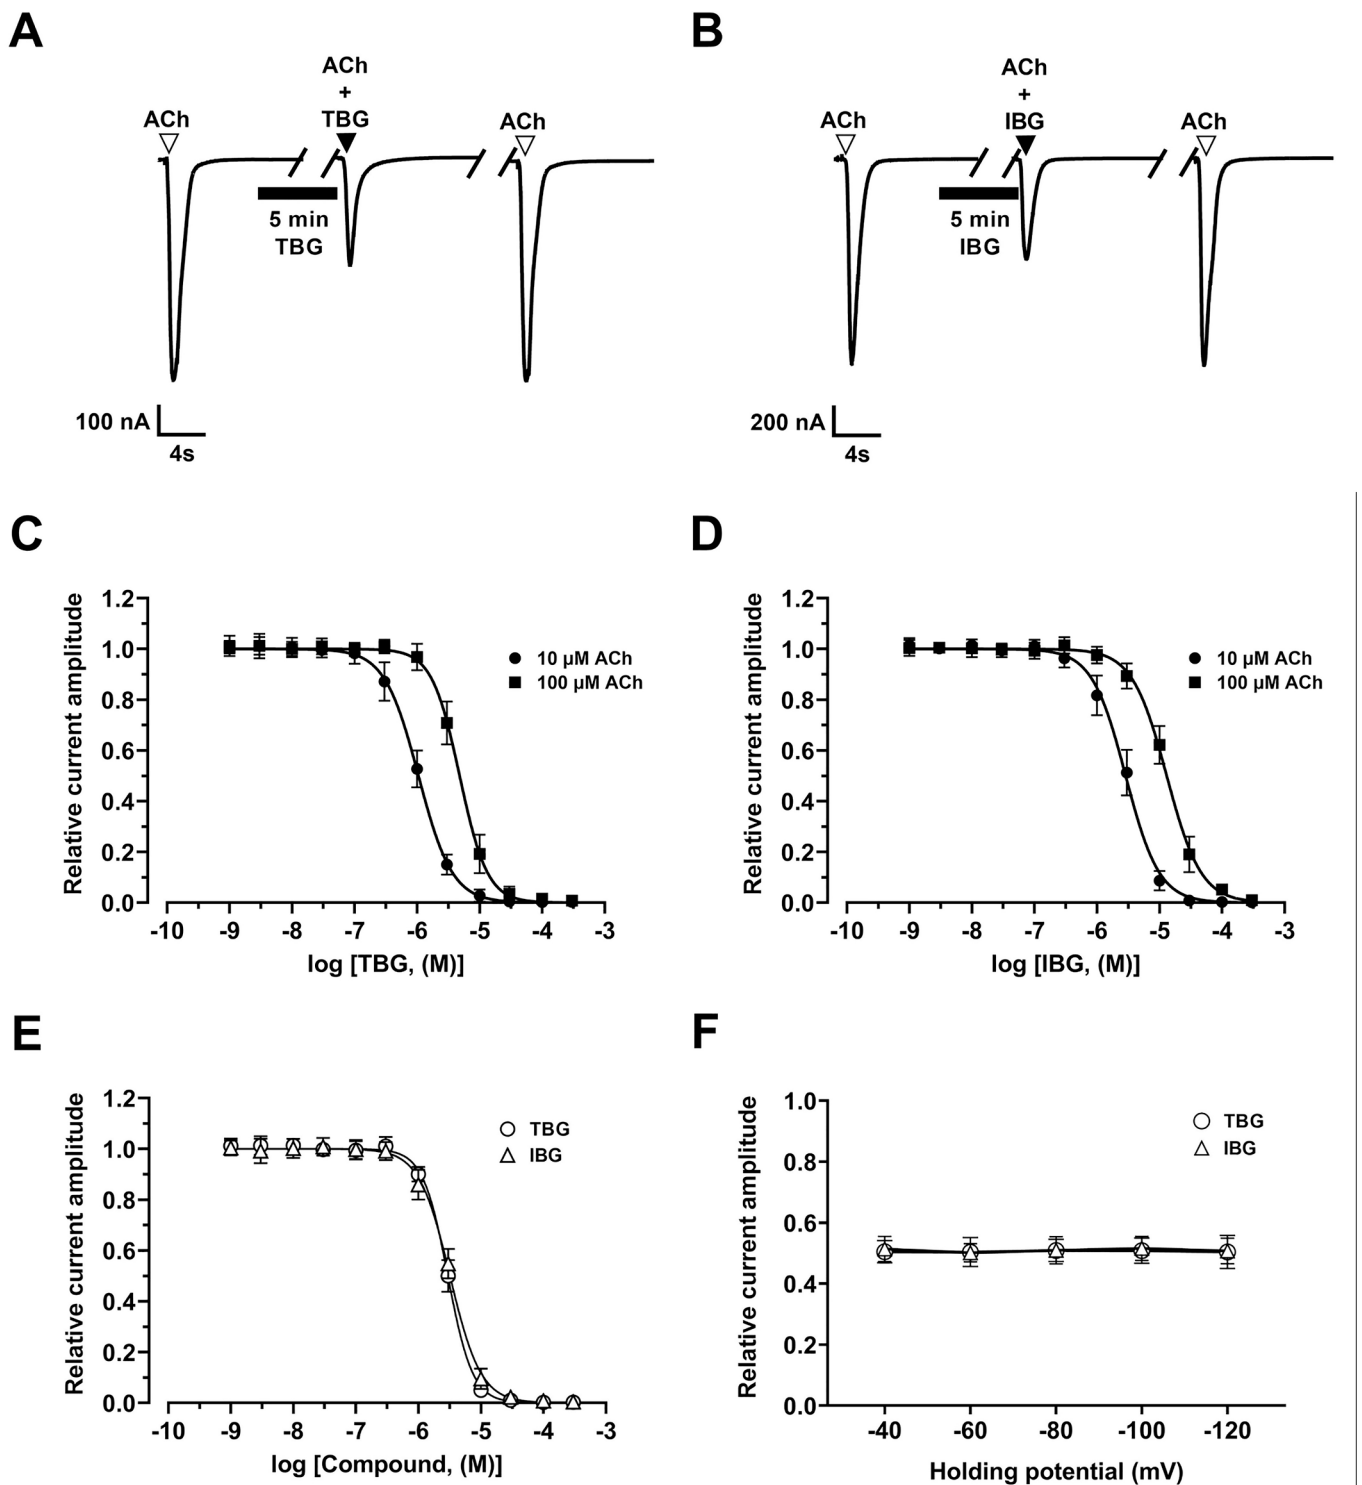 A
ACh
ACh
+
TBG
ACh
5 min
TBG
100 nA
4s
B
ACh
ACh
+
IBG
ACh
5 min
IBG
200 nA
4s
C
Relative current amplitude
1.2
1.0
0.8
0.6
0.4
0.2
0.0
-10 -9 -8 -7 -6 -5 -4 -3
log [TBG, (M)]
10 µM ACh
100 µM ACh
D
Relative current amplitude
1.2
1.0
0.8
0.6
0.4
0.2
0.0
-10 -9 -8 -7 -6 -5 -4 -3
log [IBG, (M)]
10 µM ACh
100 µM ACh
E
Relative current amplitude
1.2
1.0
0.8
0.6
0.4
0.2
0.0
-10 -9 -8 -7 -6 -5 -4 -3
log [Compound, (M)]
TBG
IBG
F
Relative current amplitude
1.0
0.8
0.6
0.4
0.2
0.0
-40 -60 -80 -100 -120
Holding potential (mV)
TBG
IBG